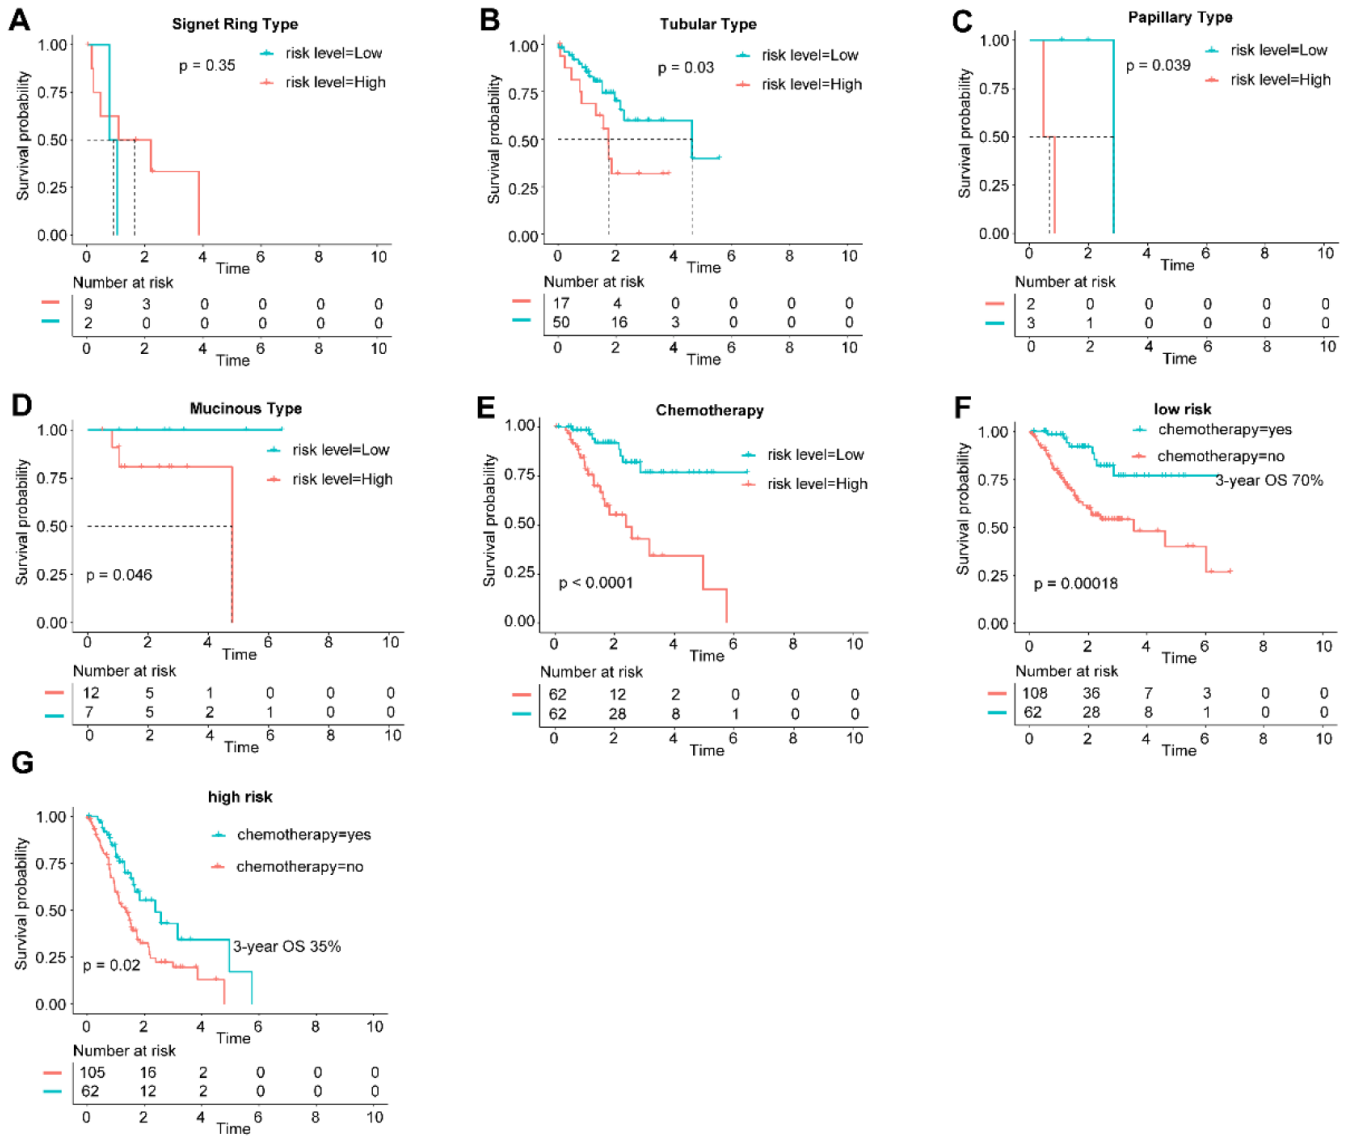 A
Signet Ring Type
Survival probability
1.00
0.75
0.50
0.25
0.00
p = 0.35
risk level=Low
risk level=High
0 2 4 6 8 10
Time
Number at risk
9 3 0 0 0 0
2 0 0 0 0 0
0 2 4 6 8 10
Time
B
Tubular Type
Survival probability
1.00
0.75
0.50
0.25
0.00
p = 0.03
risk level=Low
risk level=High
0 2 4 6 8 10
Time
Number at risk
17 4 0 0 0 0
50 16 3 0 0 0
0 2 4 6 8 10
Time
C
Papillary Type
Survival probability
1.00
0.75
0.50
0.25
0.00
p = 0.039
risk level=Low
risk level=High
0 2 4 6 8 10
Time
Number at risk
2 0 0 0 0 0
3 1 0 0 0 0
0 2 4 6 8 10
Time
D
Mucinous Type
Survival probability
1.00
0.75
0.50
0.25
0.00
p = 0.046
risk level=Low
risk level=High
0 2 4 6 8 10
Time
Number at risk
12 5 1 0 0 0
7 5 2 1 0 0
0 2 4 6 8 10
Time
E
Chemotherapy
Survival probability
1.00
0.75
0.50
0.25
0.00
p < 0.0001
risk level=Low
risk level=High
0 2 4 6 8 10
Time
Number at risk
62 12 2 0 0 0
62 28 8 1 0 0
0 2 4 6 8 10
Time
F
low risk
Survival probability
1.00
0.75
0.50
0.25
0.00
chemotherapy=yes
chemotherapy=no
3-year OS 70%
p = 0.00018
0 2 4 6 8 10
Time
Number at risk
108 36 7 3 0 0
62 28 8 1 0 0
0 2 4 6 8 10
Time
G
high risk
Survival probability
1.00
0.75
0.50
0.25
0.00
chemotherapy=yes
chemotherapy=no
3-year OS 35%
p = 0.02
0 2 4 6 8 10
Time
Number at risk
105 16 2 0 0 0
62 12 2 0 0 0
0 2 4 6 8 10
Time